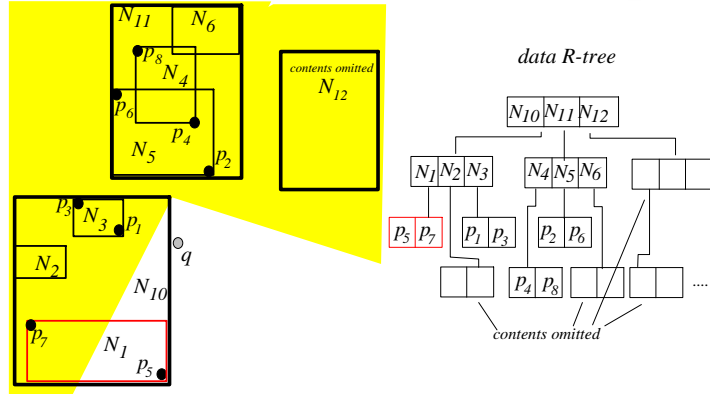 N11
N6
p8
N4
p6
p4
N5
p2
contents omitted
N12
p3
N3
p1
q
N2
N10
p7
N1
p5
data R-tree
N10 N11 N12
N1 N2 N3
N4 N5 N6
p5 p7
p1 p3
p2 p6
p4 p8
.....
contents omitted